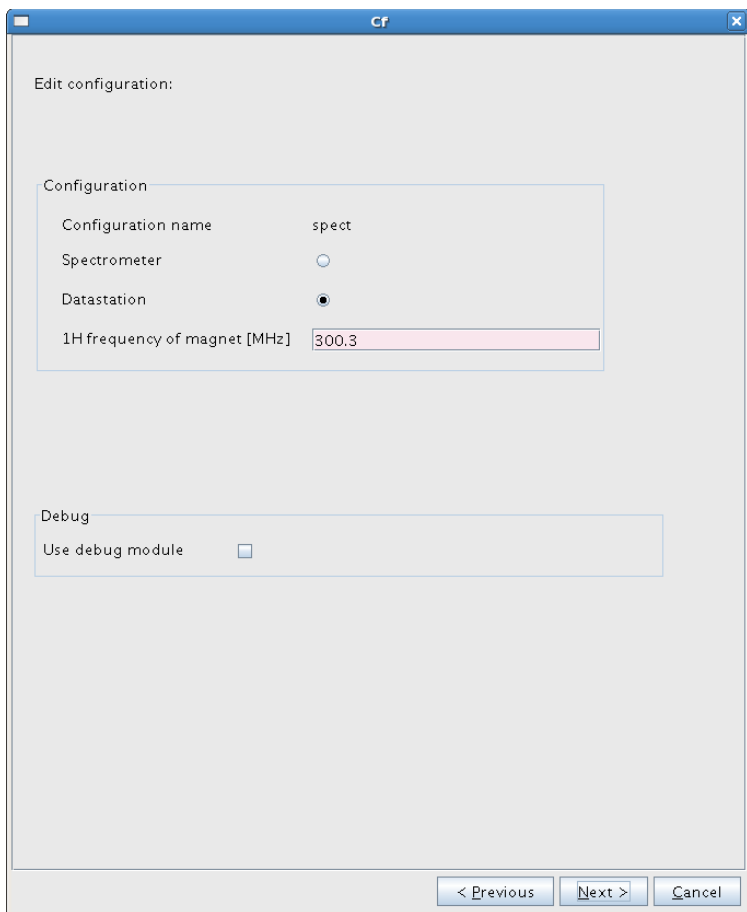 Cf
Edit configuration:
Configuration
Configuration name spect
Spectrometer
Datastation
1H frequency of magnet [MHz] 300.3
Debug
Use debug module
< Previous Next > Cancel